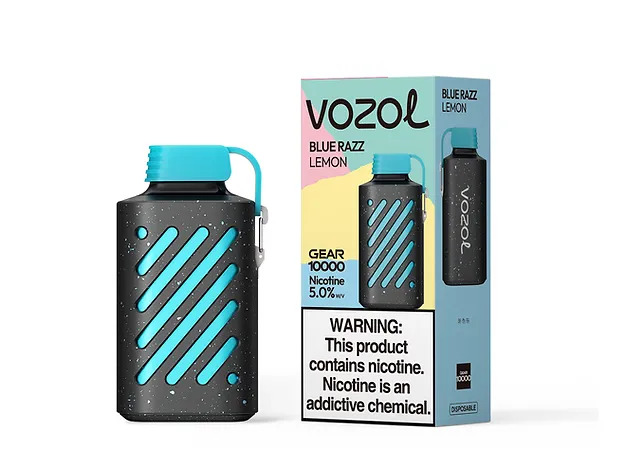 VOZOL
BLUE RAZZ
LEMON
GEAR
10000
Nicotine
5.0%W/V
WARNING:
This product
contains nicotine.
Nicotine is an
addictive chemical.
BLUE RAZZ
LEMON
VOZOL
GEAR
10000
DISPOSABLE